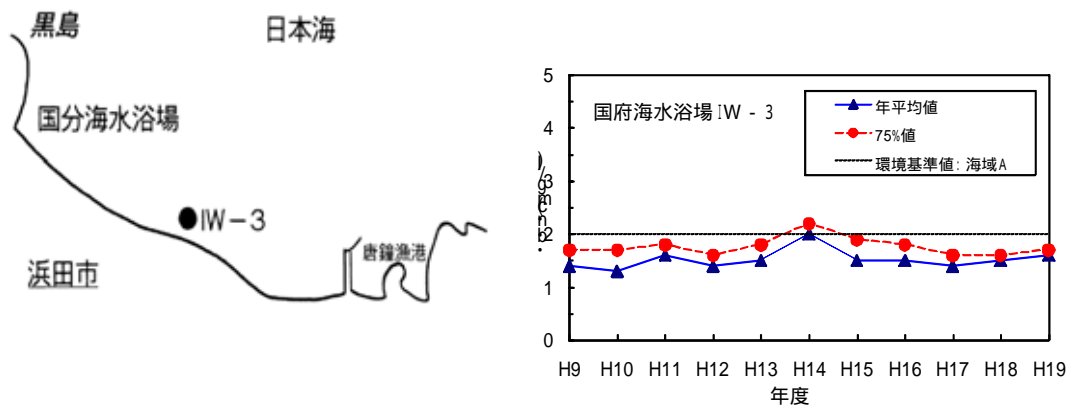 黒島
日本海
国分海水浴場
IW－3
唐鐘漁港
浜田市
国府海水浴場 IW - 3
年平均値
75%値
環境基準値: 海域A
5
4
3
2
1
0
H9 H10 H11 H12 H13 H14 H15 H16 H17 H18 H19
年度